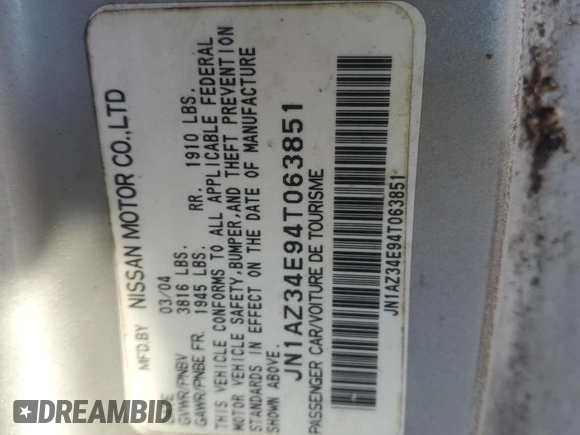 MFD.BY NISSAN MOTOR CO.,LTD
03/04
GVWR/PNBV 3816 LBS.
GAWR/PNBE FR. 1945 LBS. RR. 1910 LBS.
THIS VEHICLE CONFORMS TO ALL APPLICABLE FEDERAL
MOTOR VEHICLE SAFETY,BUMPER,AND THEFT PREVENTION
STANDARDS IN EFFECT ON THE DATE OF MANUFACTURE
SHOWN ABOVE.
JN1AZ34E94T063851
PASSENGER CAR/VOITURE DE TOURISME
JN1AZ34E94T063851
DREAMBID